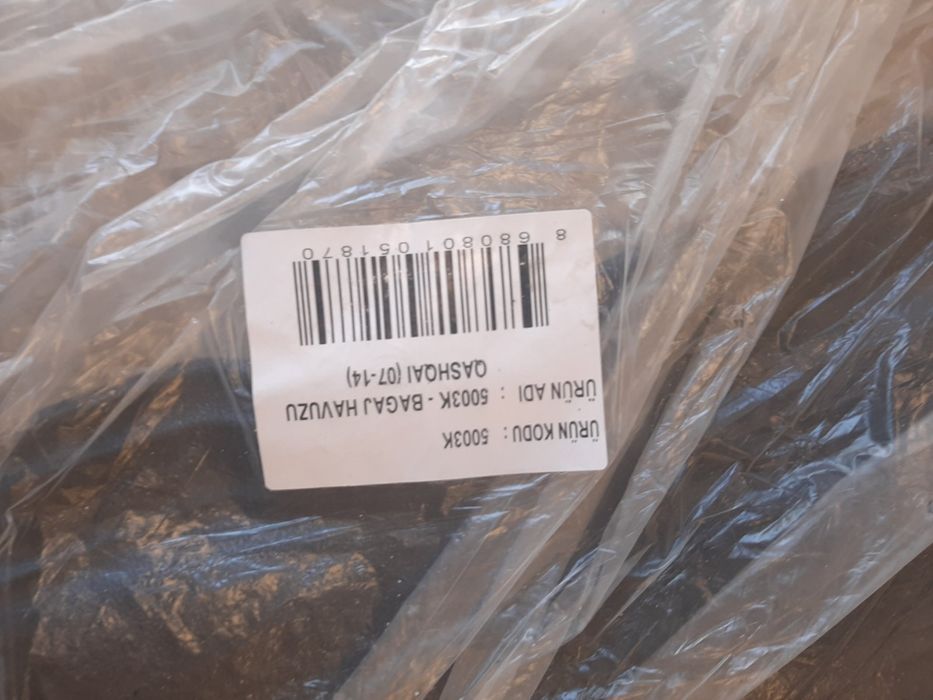 ÜRÜN KODU : 5003K
ÜRÜN ADI : 5003K - BAGAJ HAVUZU
QASHQAI (07-14)
8 680801 051870